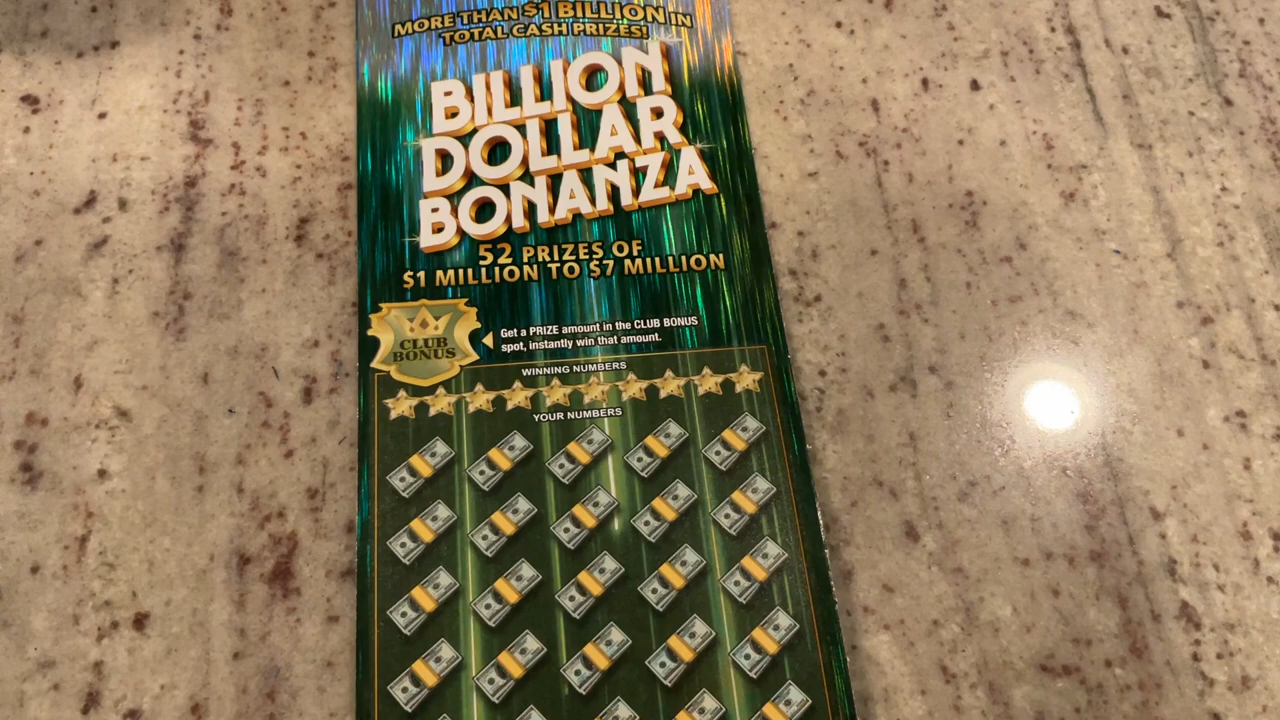 MORE THAN $1 BILLION IN
TOTAL CASH PRIZES!
BILLION
DOLLAR
BONANZA
52 PRIZES OF
$1 MILLION TO $7 MILLION
CLUB
BONUS
Get a PRIZE amount in the CLUB BONUS
spot, instantly win that amount.
WINNING NUMBERS
YOUR NUMBERS